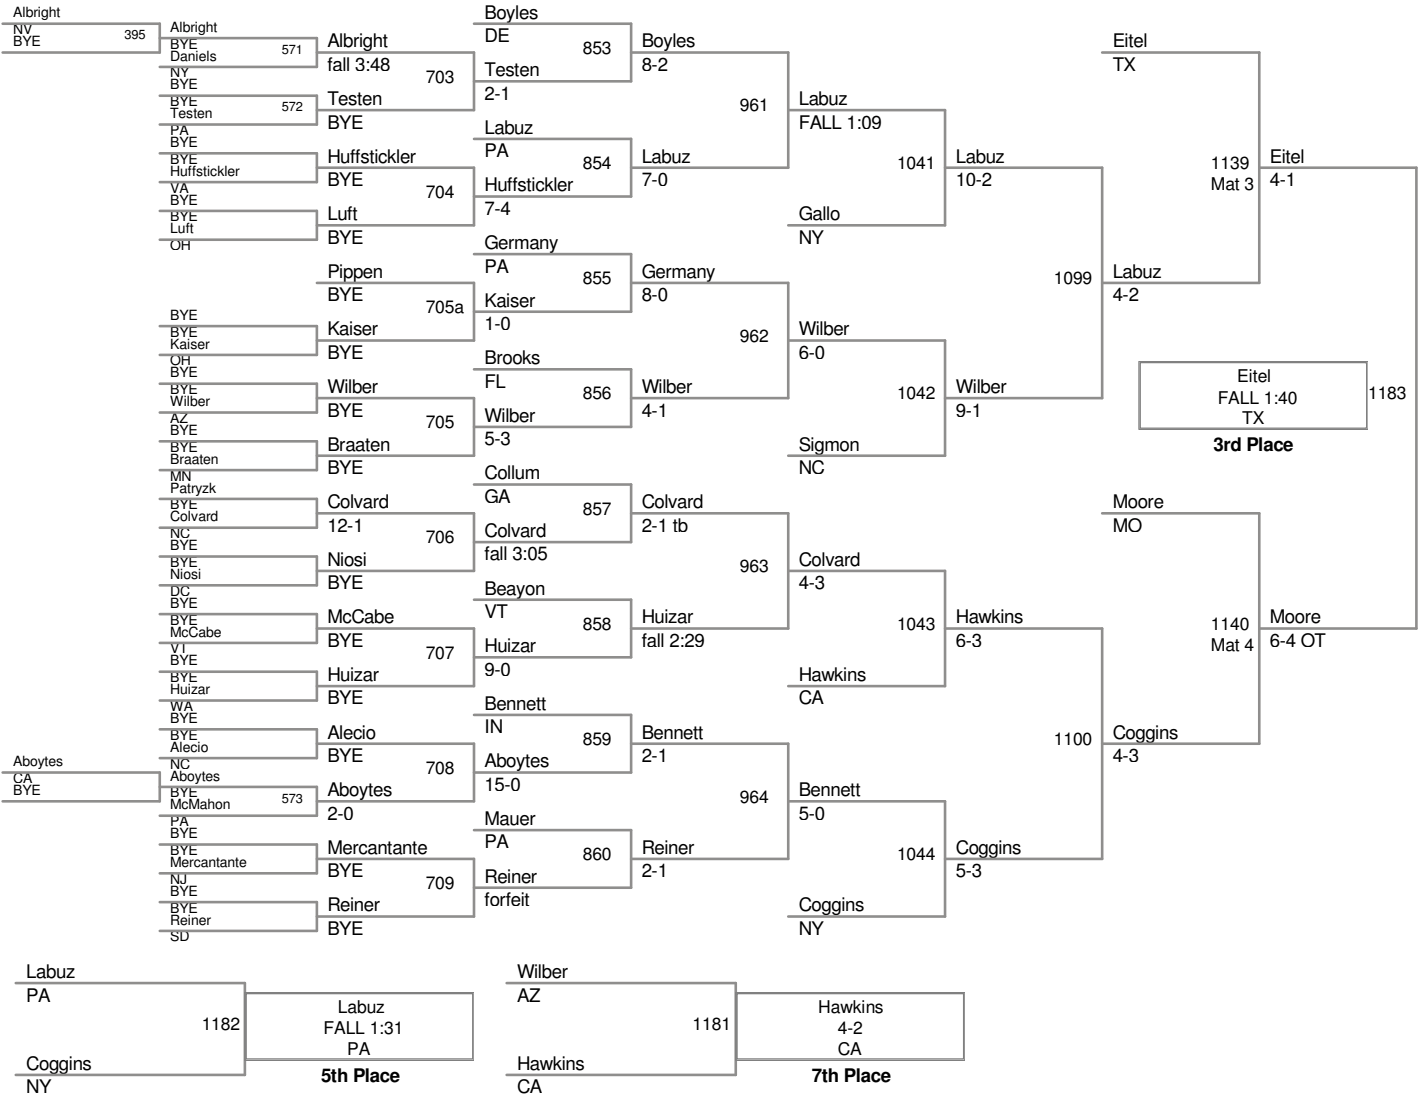 Albright
NV
BYE
395
Albright
BYE
Daniels
NY
571
BYE
BYE
Testen
PA
572
BYE
BYE
Huffstickler
VA
BYE
BYE
Luft
OH
BYE
BYE
Kaiser
OH
BYE
BYE
Wilber
AZ
BYE
BYE
Braaten
MN
Patryzk
BYE
Colvard
NC
BYE
BYE
Niosi
DC
BYE
BYE
McCabe
VT
BYE
BYE
Huizar
WA
BYE
BYE
Alecio
NC
Aboytes
CA
BYE
Aboytes
BYE
McMahon
PA
573
BYE
BYE
Mercantante
NJ
BYE
BYE
Reiner
SD
Albright
fall 3:48
703
Testen
BYE
Huffstickler
BYE
704
Luft
BYE
Pippen
BYE
705a
Kaiser
BYE
Wilber
BYE
705
Braaten
BYE
Colvard
12-1
706
Niosi
BYE
McCabe
BYE
707
Huizar
BYE
Alecio
BYE
708
Aboytes
2-0
Mercantante
BYE
709
Reiner
BYE
Boyles
DE
853
Testen
2-1
Labuz
PA
854
Huffstickler
7-4
Germany
PA
855
Kaiser
1-0
Brooks
FL
856
Wilber
5-3
Collum
GA
857
Colvard
fall 3:05
Beayon
VT
858
Huizar
9-0
Bennett
IN
859
Aboytes
15-0
Mauer
PA
860
Reiner
forfeit
Boyles
8-2
961
Labuz
7-0
Germany
8-0
962
Wilber
4-1
Colvard
2-1 tb
963
Huizar
fall 2:29
Bennett
2-1
964
Reiner
2-1
Labuz
FALL 1:09
1041
Gallo
NY
Wilber
6-0
1042
Sigmon
NC
Colvard
4-3
1043
Hawkins
CA
Bennett
5-0
1044
Coggins
NY
Labuz
10-2
1099
Wilber
9-1
Hawkins
6-3
1100
Coggins
5-3
Eitel
TX
1139
Mat 3
Labuz
4-2
Moore
MO
1140
Mat 4
Coggins
4-3
Eitel
4-1
1183
Moore
6-4 OT
Eitel
FALL 1:40
TX
3rd Place
Labuz
PA
1182
Coggins
NY
Labuz
FALL 1:31
PA
5th Place
Wilber
AZ
1181
Hawkins
CA
Hawkins
4-2
CA
7th Place